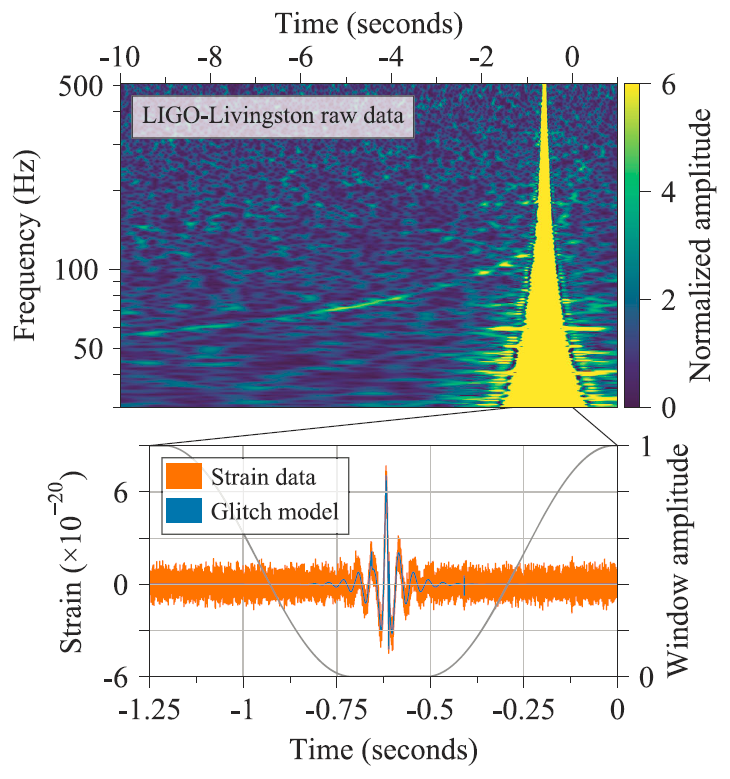 Time (seconds)
-10 -8 -6 -4 -2 0
500
100
50
Frequency (Hz)
LIGO-Livingston raw data
6
4
2
0
Normalized amplitude
Strain data
Glitch model
6
0
-6
Strain (×10⁻²⁰)
1
0
Window amplitude
-1.25 -1 -0.75 -0.5 -0.25 0
Time (seconds)